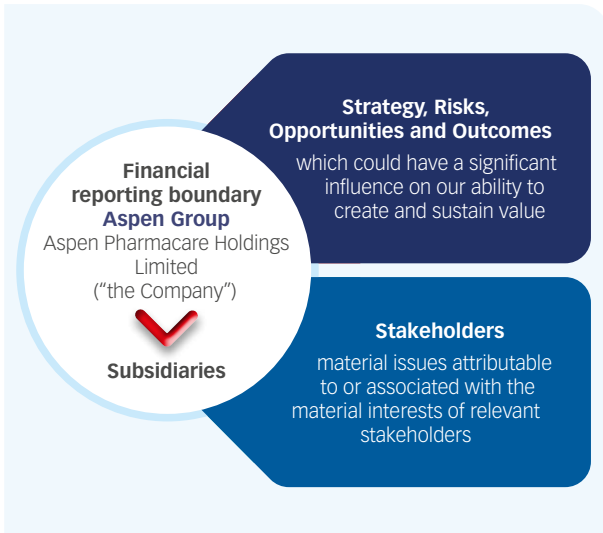 Financial
reporting boundary
Aspen Group
Aspen Pharmacare Holdings
Limited
(“the Company”)
Subsidiaries
Strategy, Risks,
Opportunities and Outcomes
which could have a significant
influence on our ability to
create and sustain value
Stakeholders
material issues attributable
to or associated with the
material interests of relevant
stakeholders